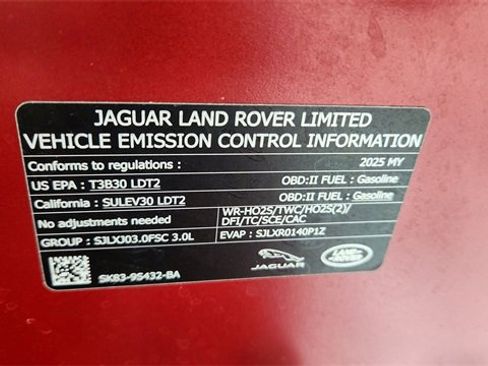 JAGUAR LAND ROVER LIMITED
VEHICLE EMISSION CONTROL INFORMATION
Conforms to regulations : 2025 MY
US EPA : T3B30 LDT2 OBD:II FUEL : Gasoline
California : SULEV30 LDT2 OBD:II FUEL : Gasoline
No adjustments needed WR-HO2S/TWC/HO2S(2)/
DFI/TC/SCE/CAC
GROUP : SJLXJ03.0FSC 3.0L EVAP : SJLXR0140P1Z
SK83-9S432-BA
JAGUAR
LAND-ROVER